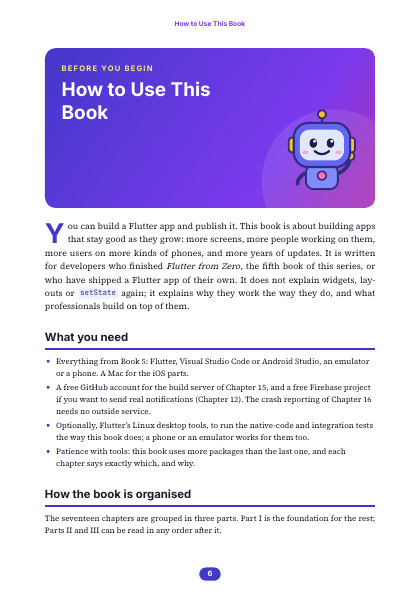 How to Use This Book
BEFORE YOU BEGIN
How to Use This
Book
You can build a Flutter app and publish it. This book is about building apps
that stay good as they grow: more screens, more people working on them,
more users on more kinds of phones, and more years of updates. It is written
for developers who finished Flutter from Zero, the fifth book of this series, or
who have shipped a Flutter app of their own. It does not explain widgets, lay-
outs or setState again; it explains why they work the way they do, and what
professionals build on top of them.
What you need
• Everything from Book 5: Flutter, Visual Studio Code or Android Studio, an emulator
or a phone. A Mac for the iOS parts.
• A free GitHub account for the build server of Chapter 15, and a free Firebase project
if you want to send real notifications (Chapter 12). The crash reporting of Chapter 16
needs no outside service.
• Optionally, Flutter's Linux desktop tools, to run the native-code and integration tests
the way this book does; a phone or an emulator works for them too.
• Patience with tools: this book uses more packages than the last one, and each
chapter says exactly which, and why.
How the book is organised
The seventeen chapters are grouped in three parts. Part I is the foundation for the rest;
Parts II and III can be read in any order after it.
6